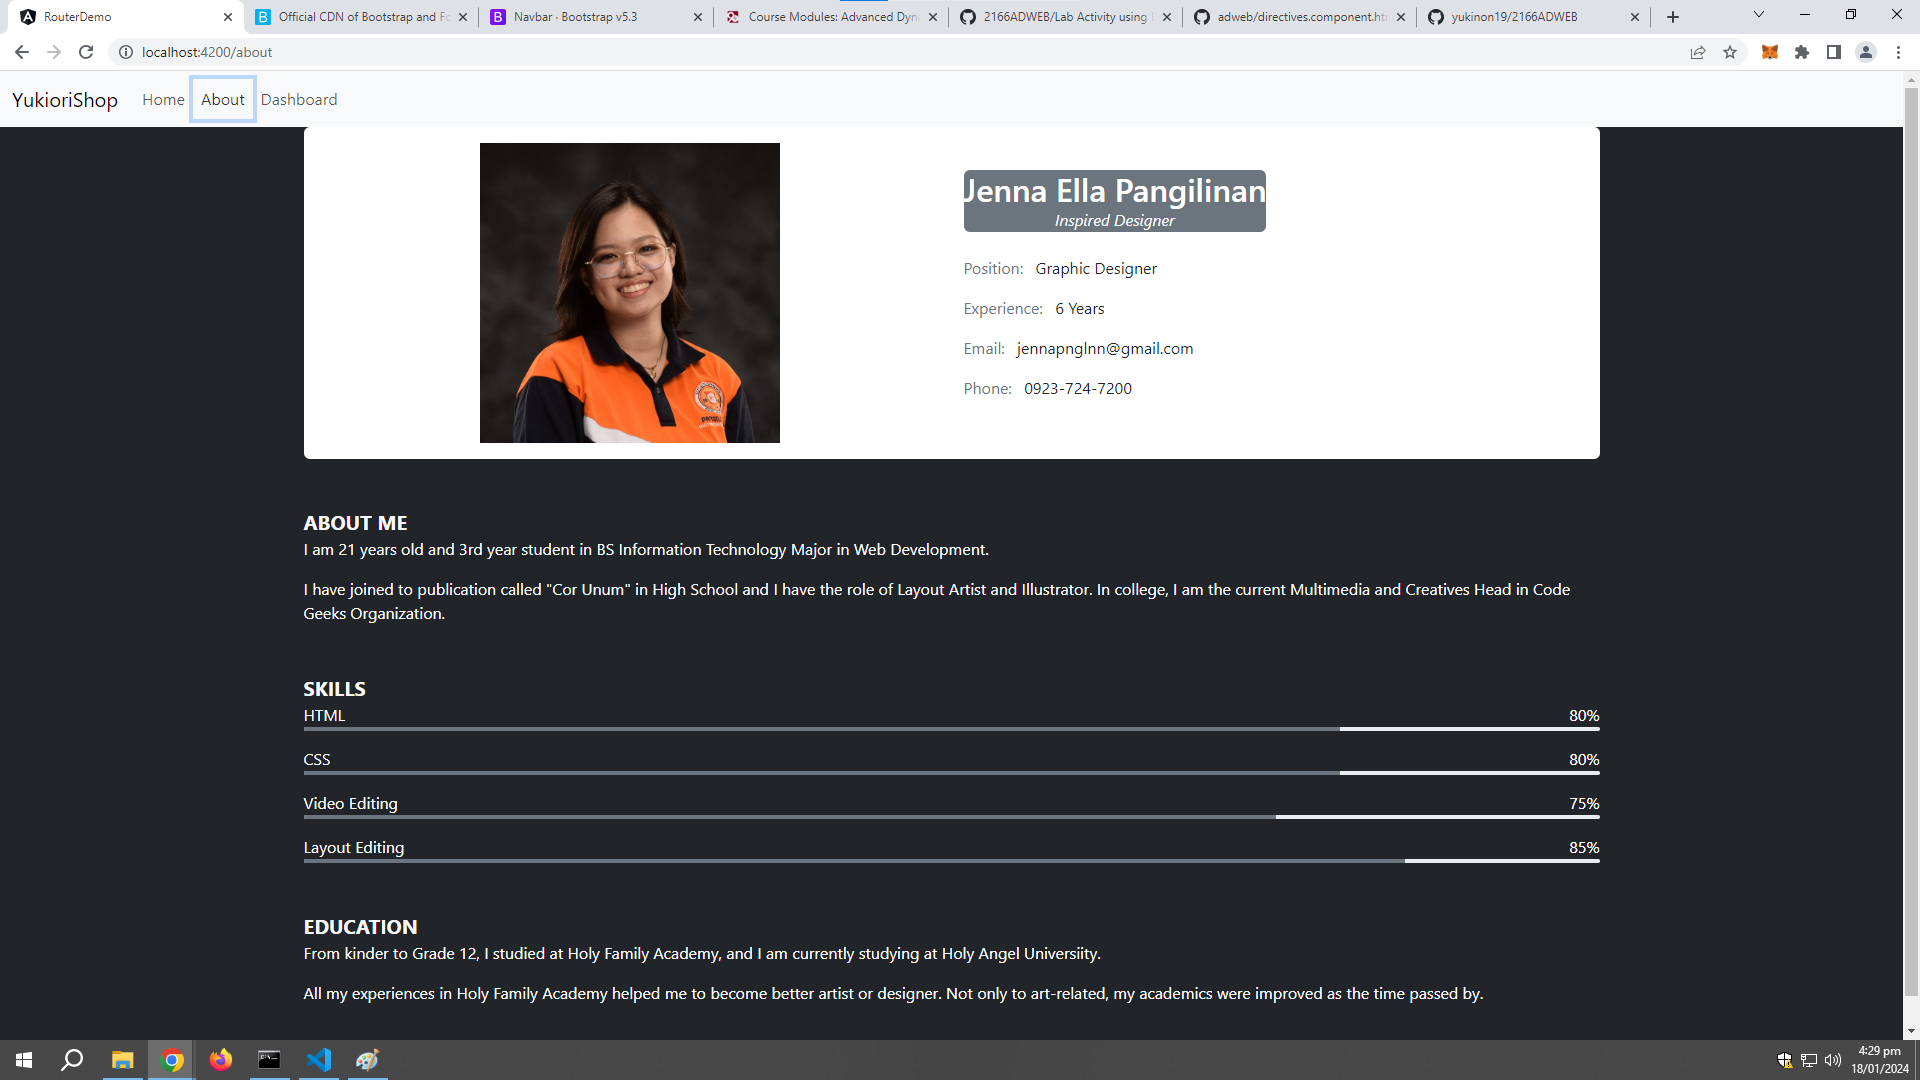 RouterDemo
Official CDN of Bootstrap and Fo
Navbar · Bootstrap v5.3
Course Modules: Advanced Dyn
2166ADWEB/Lab Activity using
adweb/directives.component.ht
yukinon19/2166ADWEB
localhost:4200/about
YukioriShop Home About Dashboard
Jenna Ella Pangilinan
Inspired Designer
Position: Graphic Designer
Experience: 6 Years
Email: jennapnglnn@gmail.com
Phone: 0923-724-7200
ABOUT ME
I am 21 years old and 3rd year student in BS Information Technology Major in Web Development.
I have joined to publication called "Cor Unum" in High School and I have the role of Layout Artist and Illustrator. In college, I am the current Multimedia and Creatives Head in Code
Geeks Organization.
SKILLS
HTML 80%
CSS 80%
Video Editing 75%
Layout Editing 85%
EDUCATION
From kinder to Grade 12, I studied at Holy Family Academy, and I am currently studying at Holy Angel Universiity.
All my experiences in Holy Family Academy helped me to become better artist or designer. Not only to art-related, my academics were improved as the time passed by.
4:29 pm
18/01/2024